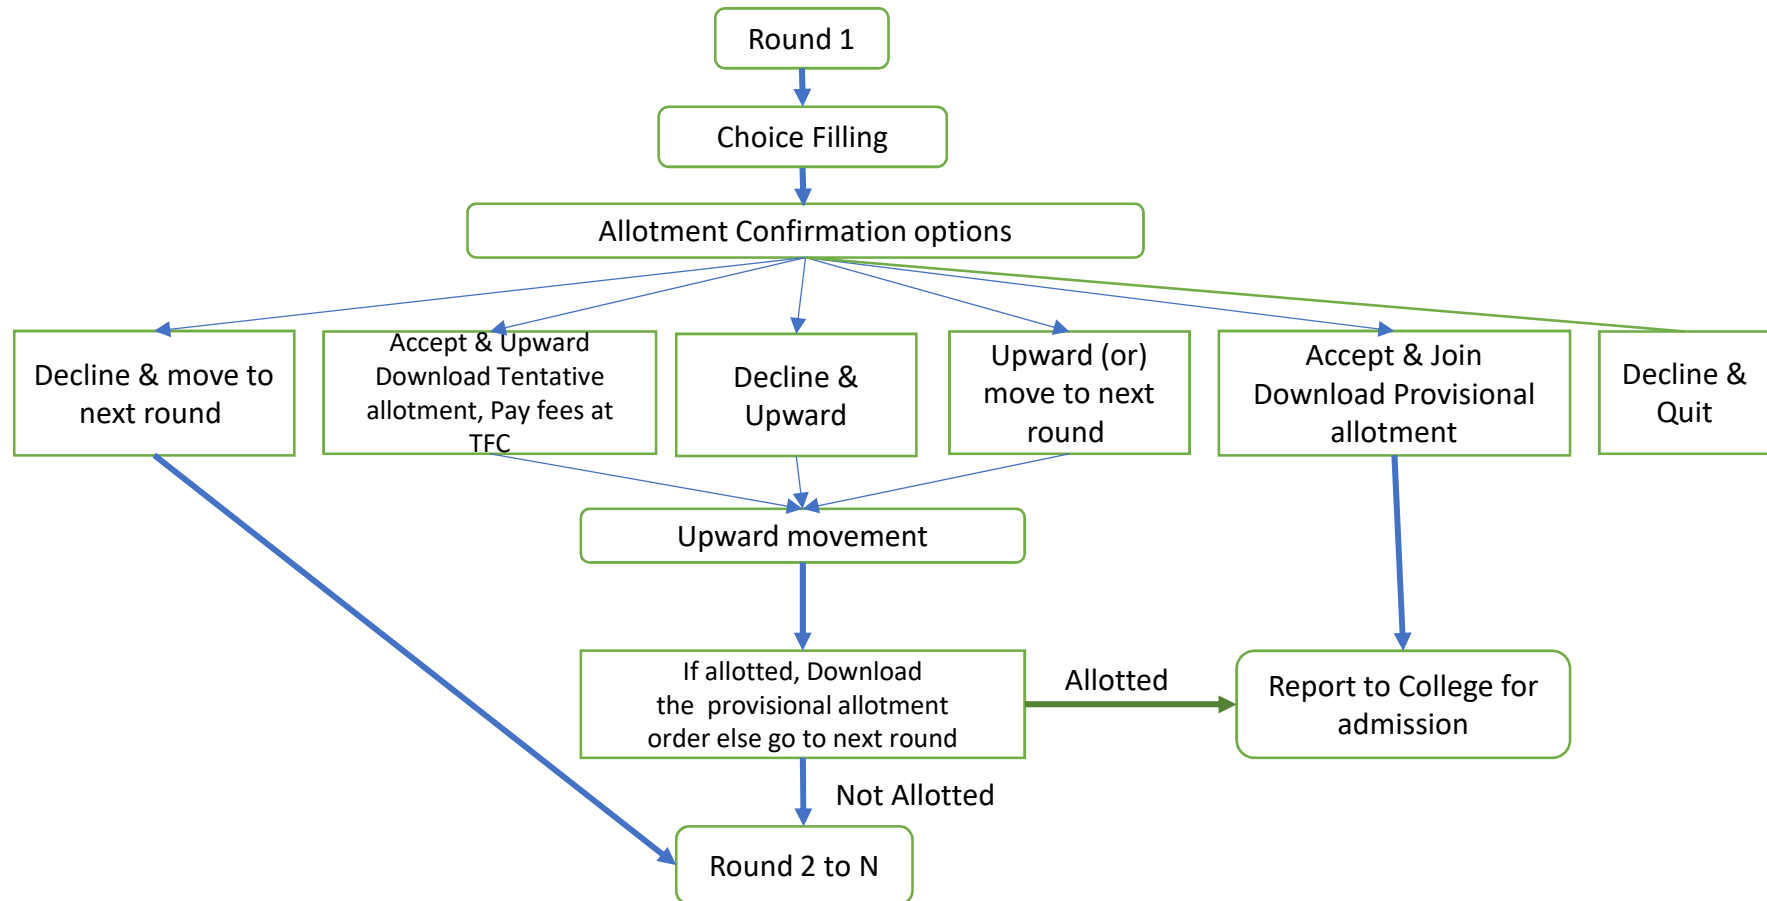 Round 1
Choice Filling
Allotment Confirmation options
Decline & move to
next round
Accept & Upward
Download Tentative
allotment, Pay fees at
TFC
Decline &
Upward
Upward (or)
move to next
round
Accept & Join
Download Provisional
allotment
Decline &
Quit
Upward movement
If allotted, Download
the provisional allotment
order else go to next round
Allotted
Report to College for
admission
Not Allotted
Round 2 to N